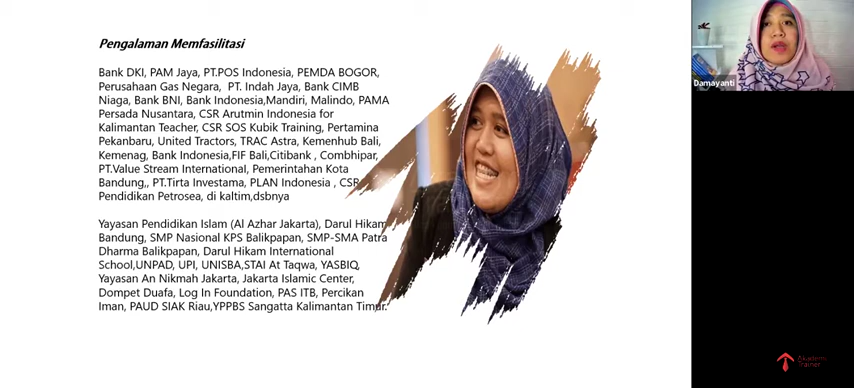 Pengalaman Memfasilitasi
Bank DKI, PAM Jaya, PT.POS Indonesia, PEMDA BOGOR,
Perusahaan Gas Negara, PT. Indah Jaya, Bank CIMB
Niaga, Bank BNI, Bank Indonesia,Mandiri, Malindo, PAMA
Persada Nusantara, CSR Arutmin Indonesia for
Kalimantan Teacher, CSR SOS Kubik Training, Pertamina
Pekanbaru, United Tractors, TRAC Astra, Kemenhub Bali,
Kemenag, Bank Indonesia,FIF Bali,Citibank , Combhipar,
PT.Value Stream International, Pemerintahan Kota
Bandung,, PT.Tirta Investama, PLAN Indonesia , CSR
Pendidikan Petrosea, di kaltim,dsbnya
Yayasan Pendidikan Islam (Al Azhar Jakarta), Darul Hikam
Bandung, SMP Nasional KPS Balikpapan, SMP-SMA Patra
Dharma Balikpapan, Darul Hikam International
School,UNPAD, UPI, UNISBA,STAI At Taqwa, YASBIQ,
Yayasan An Nikmah Jakarta, Jakarta Islamic Center,
Dompet Duafa, Log In Foundation, PAS ITB, Percikan
Iman, PAUD SIAK Riau,YPPBS Sangatta Kalimantan Timur.
Damayanti
Akademi
Trainer